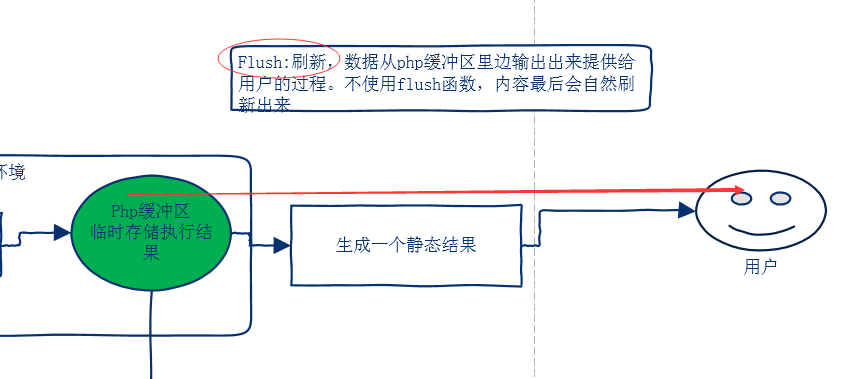 Flush:刷新，数据从php缓冲区里边输出出来提供给
用户的过程。不使用flush函数，内容最后会自然刷
新出来
环境
Php缓冲区
临时存储执行结
果
生成一个静态结果
用户